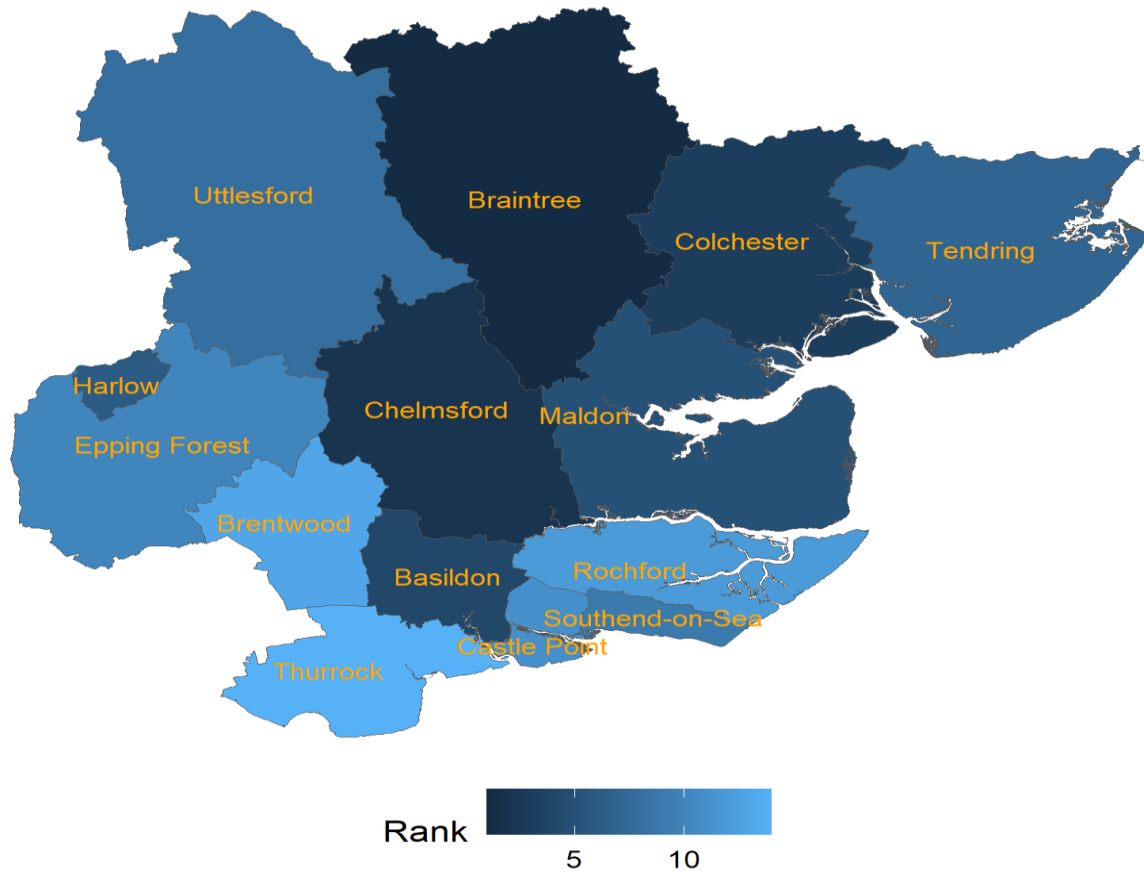 Uttlesford
Braintree
Colchester
Tendring
Harlow
Chelmsford
Maldon
Epping Forest
Brentwood
Basildon
Rochford
Southend-on-Sea
Castle Point
Thurrock
Rank
5 10